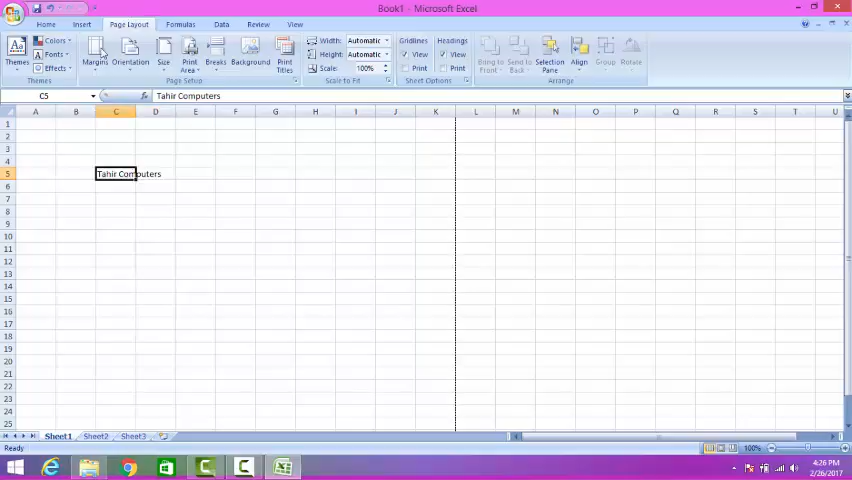 Book1 - Microsoft Excel
Home Insert Page Layout Formulas Data Review View
Themes Colors Fonts Effects Margins Orientation Size Print Area Breaks Background Print Titles Width: Automatic Height: Automatic Scale: 100% Gridlines View Print Headings View Print Bring to Front Send to Back Selection Pane Align Group Rotate
Themes Page Setup Scale to Fit Sheet Options Arrange
C5 Tahir Computers
A B C D E F G H I J K L M N O P Q R S T U
1
2
3
4
5 Tahir Computers
6
7
8
9
10
11
12
13
14
15
16
17
18
19
20
21
22
23
24
25
Sheet1 Sheet2 Sheet3
Ready 100%
4:26 PM
2/26/2017